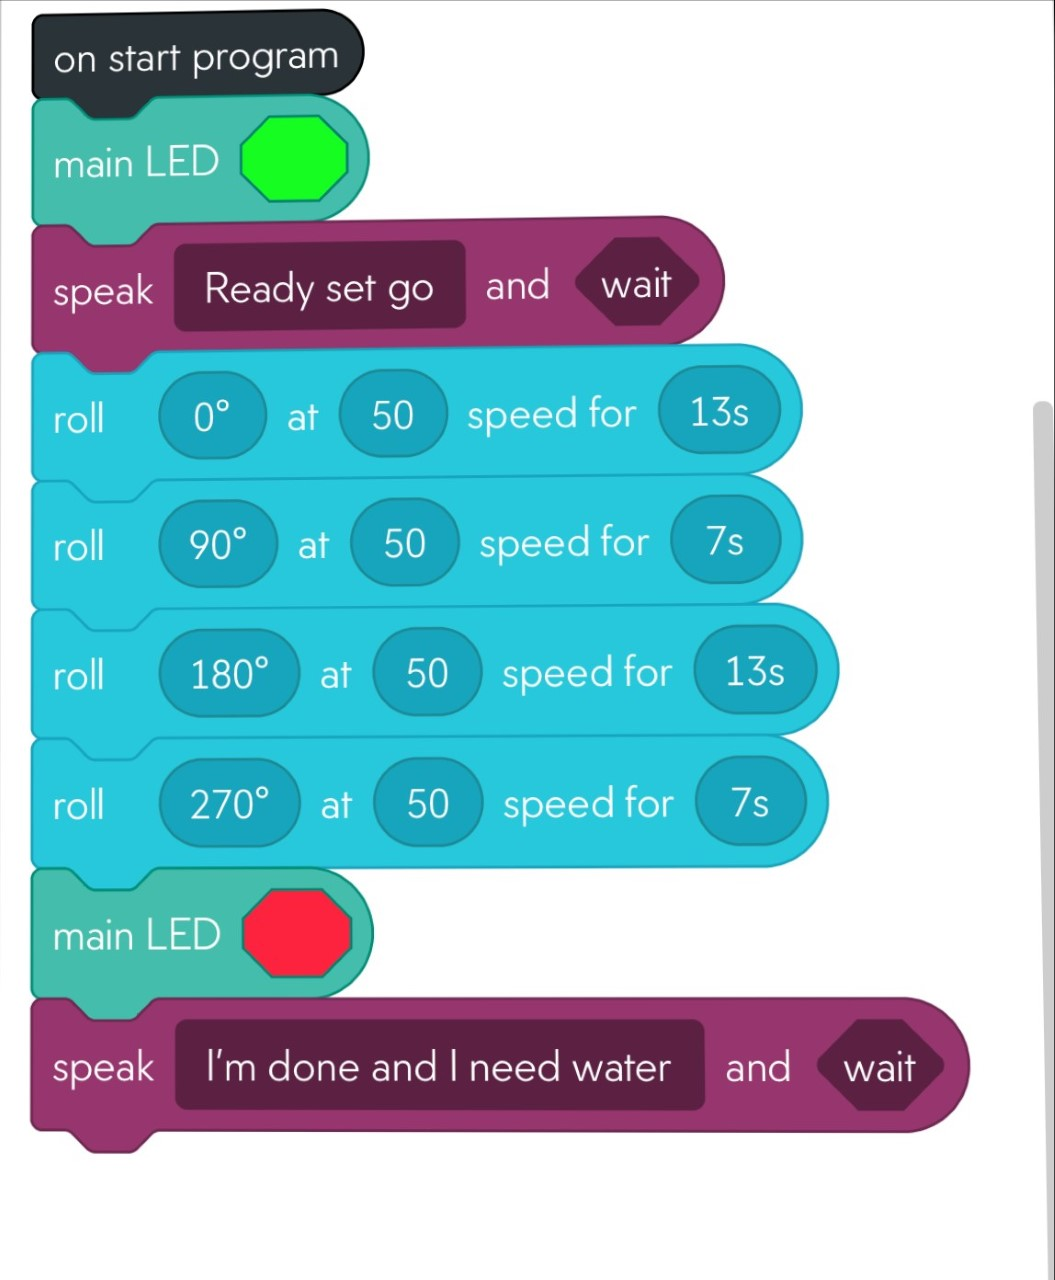 on start program
main LED
speak Ready set go and wait
roll 0° at 50 speed for 13s
roll 90° at 50 speed for 7s
roll 180° at 50 speed for 13s
roll 270° at 50 speed for 7s
main LED
speak I'm done and I need water and wait